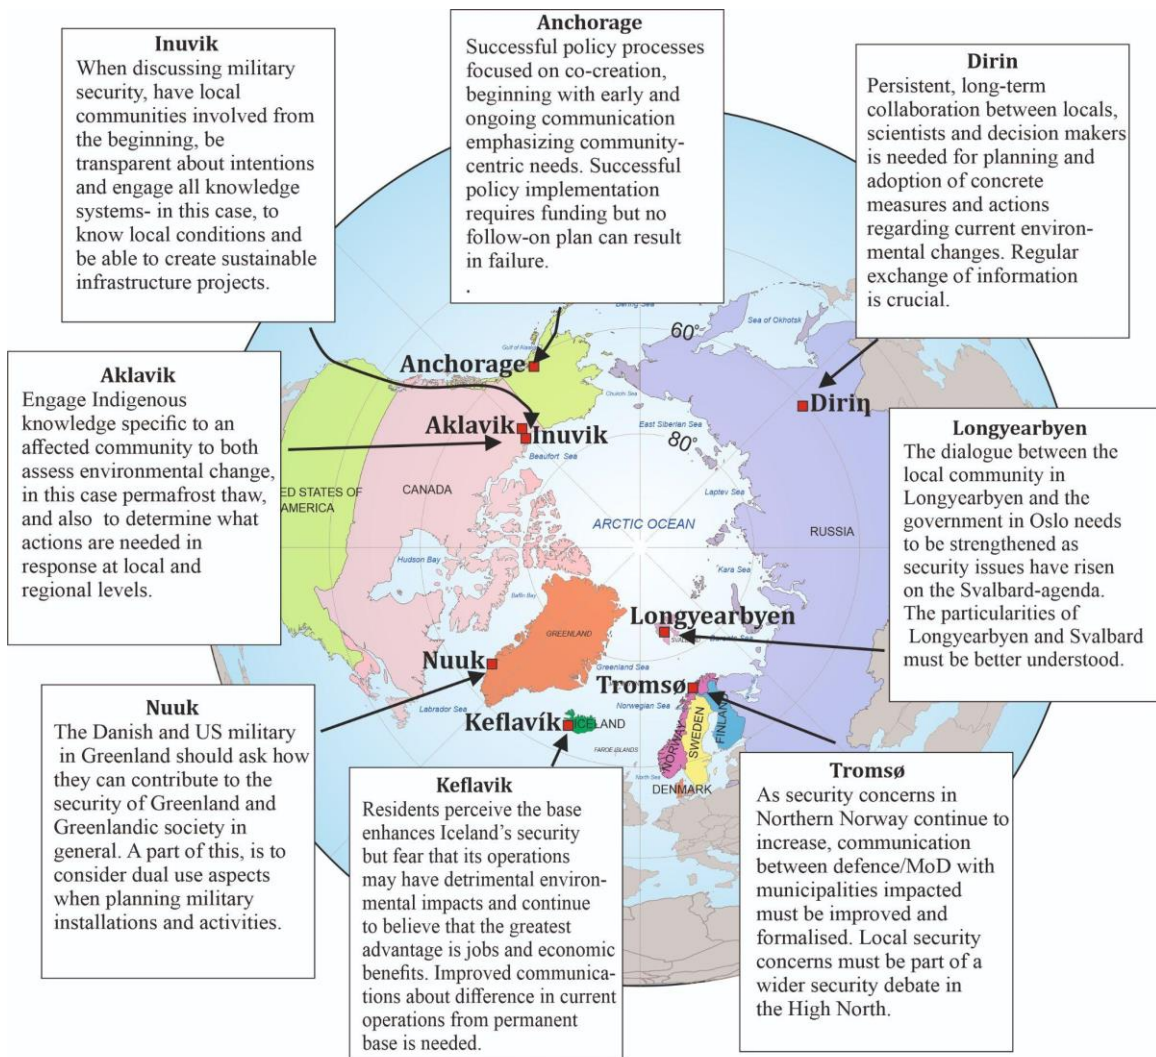 Inuvik
When discussing military
security, have local
communities involved from
the beginning, be
transparent about intentions
and engage all knowledge
systems- in this case, to
know local conditions and
be able to create sustainable
infrastructure projects.
Anchorage
Successful policy processes
focused on co-creation,
beginning with early and
ongoing communication
emphasizing community-
centric needs. Successful
policy implementation
requires funding but no
follow-on plan can result
in failure.
.
Dirin
Persistent, long-term
collaboration between locals,
scientists and decision makers
is needed for planning and
adoption of concrete
measures and actions
regarding current environ-
mental changes. Regular
exchange of information
is crucial.
Aklavik
Engage Indigenous
knowledge specific to an
affected community to both
assess environmental change,
in this case permafrost thaw,
and also to determine what
actions are needed in
response at local and
regional levels.
Longyearbyen
The dialogue between the
local community in
Longyearbyen and the
government in Oslo needs
to be strengthened as
security issues have risen
on the Svalbard-agenda.
The particularities of
Longyearbyen and Svalbard
must be better understood.
Nuuk
The Danish and US military
in Greenland should ask how
they can contribute to the
security of Greenland and
Greenlandic society in
general. A part of this, is to
consider dual use aspects
when planning military
installations and activities.
Keflavik
Residents perceive the base
enhances Iceland's security
but fear that its operations
may have detrimental environ-
mental impacts and continue
to believe that the greatest
advantage is jobs and economic
benefits. Improved communica-
tions about difference in current
operations from permanent
base is needed.
Tromsø
As security concerns in
Northern Norway continue to
increase, communication
between defence/MoD with
municipalities impacted
must be improved and
formalised. Local security
concerns must be part of a
wider security debate in
the High North.
Bering Sea
Sea of Okhotsk
60°
Gulf of
Anchorage
Chukchi Sea
Diriŋ
Aklavik
Inuvik
East Siberian Sea
80°
Beaufort Sea
Laptev Sea
STATES OF
AMERICA
CANADA
ARCTIC OCEAN
RUSSIA
Hudson Bay
Kara Sea
Baffin Bay
Longyearbyen
GREENLAND
Nuuk
Greenland Sea
Tromsø
Norwegian Sea
Labrador Sea
Keflavík
ICELAND
FAROE ISLANDS
NORWAY
SWEDEN
FINLAND
North Sea
DENMARK